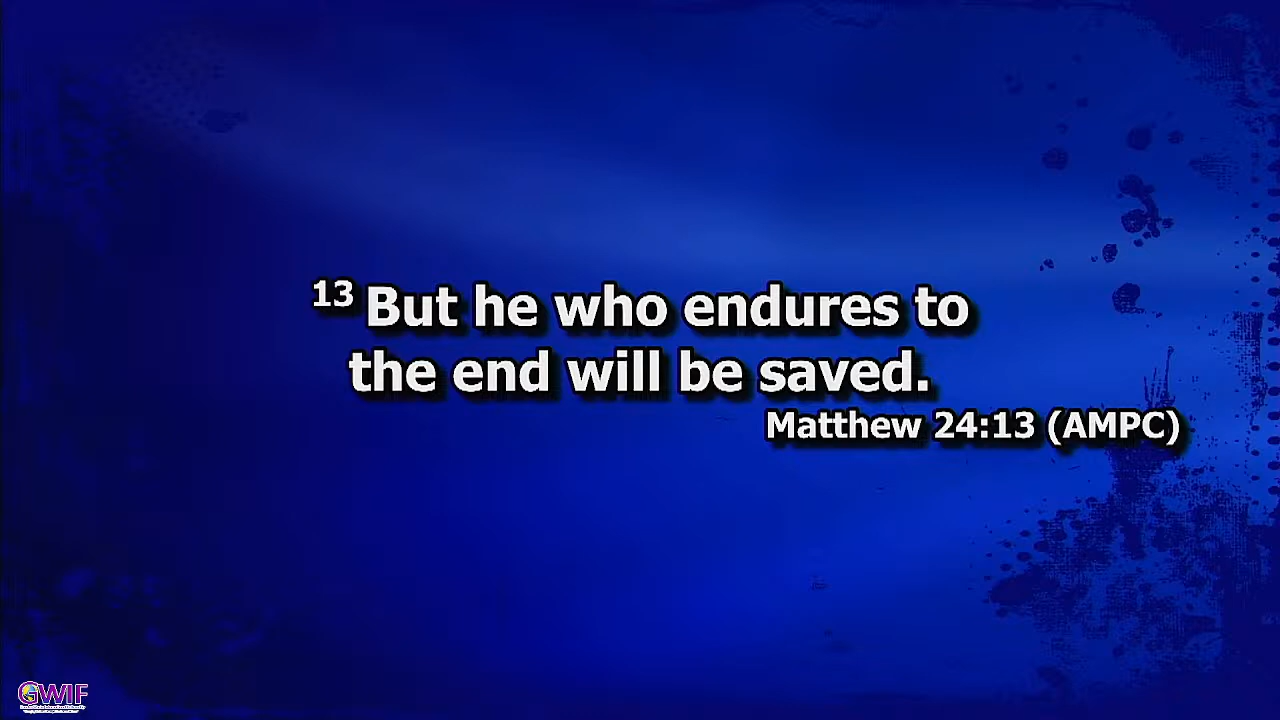 13 But he who endures to
the end will be saved.
Matthew 24:13 (AMPC)
GWIF